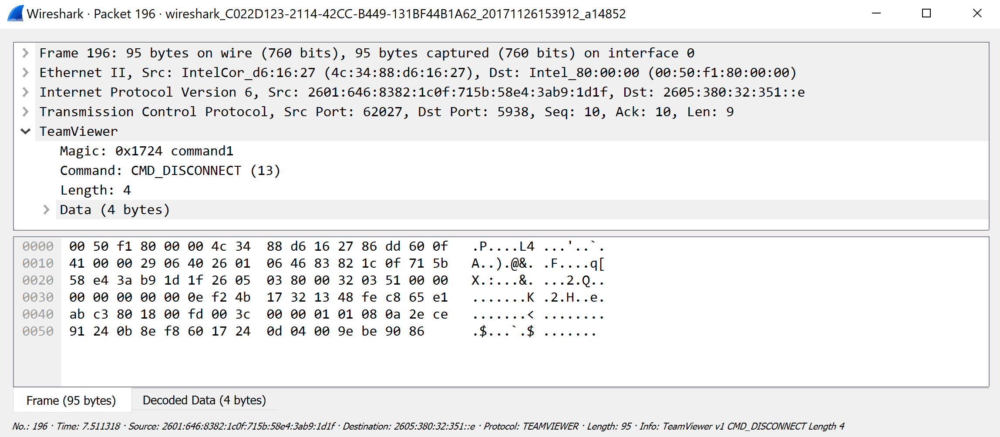 Wireshark · Packet 196 · wireshark_C022D123-2114-42CC-B449-131BF44B1A62_20171126153912_a14852
Frame 196: 95 bytes on wire (760 bits), 95 bytes captured (760 bits) on interface 0
Ethernet II, Src: IntelCor_d6:16:27 (4c:34:88:d6:16:27), Dst: Intel_80:00:00 (00:50:f1:80:00:00)
Internet Protocol Version 6, Src: 2601:646:8382:1c0f:715b:58e4:3ab9:1d1f, Dst: 2605:380:32:351::e
Transmission Control Protocol, Src Port: 62027, Dst Port: 5938, Seq: 10, Ack: 10, Len: 9
TeamViewer
Magic: 0x1724 command1
Command: CMD_DISCONNECT (13)
Length: 4
Data (4 bytes)
0000 00 50 f1 80 00 00 4c 34 88 d6 16 27 86 dd 60 0f .P....L4 ...'..`.
0010 41 00 00 29 06 40 26 01 06 46 83 82 1c 0f 71 5b A..).@&. .F....q[
0020 58 e4 3a b9 1d 1f 26 05 03 80 00 32 03 51 00 00 X.:...&. ...2.Q..
0030 00 00 00 00 00 0e f2 4b 17 32 13 48 fe c8 65 e1 .......K .2.H..e.
0040 ab c3 80 18 00 fd 00 3c 00 00 01 01 08 0a 2e ce .......< ........
0050 91 24 0b 8e f8 60 17 24 0d 04 00 9e be 90 86 .$...`.$ .......
Frame (95 bytes) Decoded Data (4 bytes)
No.: 196 · Time: 7.511318 · Source: 2601:646:8382:1c0f:715b:58e4:3ab9:1d1f · Destination: 2605:380:32:351::e · Protocol: TEAMVIEWER · Length: 95 · Info: TeamViewer v1 CMD_DISCONNECT Length 4